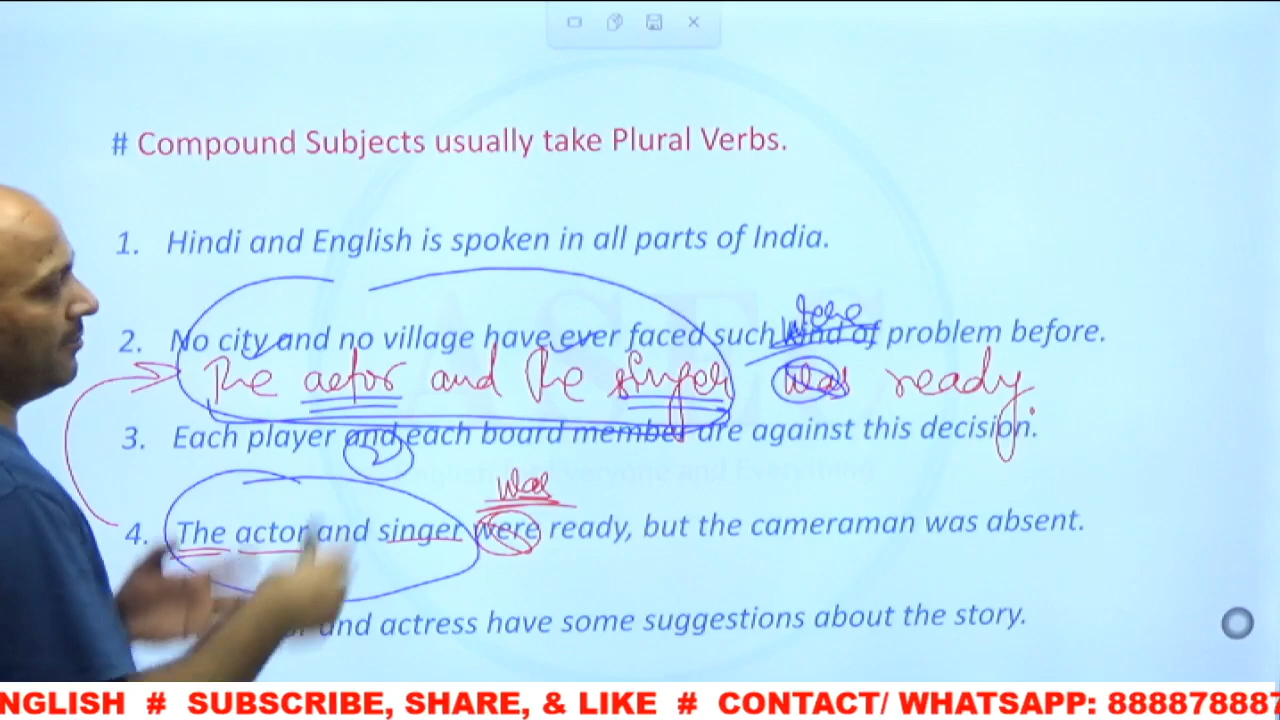 # Compound Subjects usually take Plural Verbs.
1. Hindi and English is spoken in all parts of India.
were
2. No city and no village have ever faced such kind of problem before.
The actor and the singer was ready.
3. Each player and each board member are against this decision.
2
was
4. The actor and singer were ready, but the cameraman was absent.
and actress have some suggestions about the story.
NGLISH # SUBSCRIBE, SHARE, & LIKE # CONTACT/ WHATSAPP: 888878887